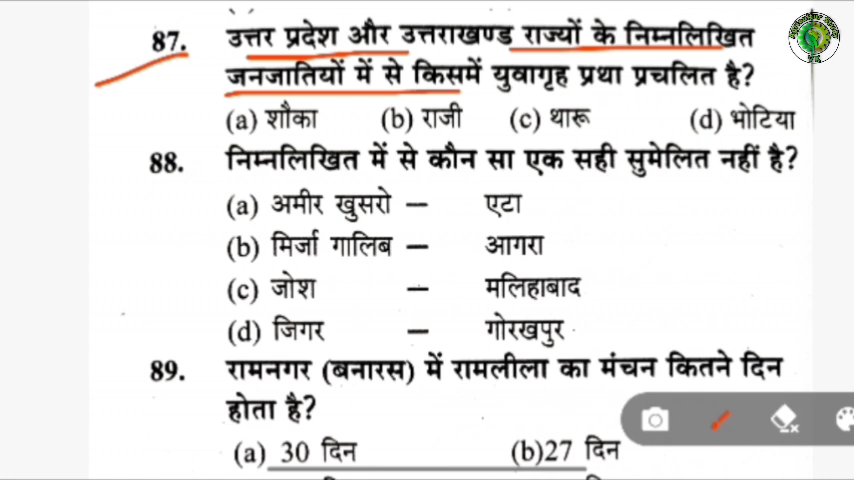 87. उत्तर प्रदेश और उत्तराखण्ड राज्यों के निम्नलिखित
जनजातियों में से किसमें युवागृह प्रथा प्रचलित है?
(a) शौका (b) राजी (c) थारू (d) भोटिया
88. निम्नलिखित में से कौन सा एक सही सुमेलित नहीं है?
(a) अमीर खुसरो – एटा
(b) मिर्जा गालिब – आगरा
(c) जोश – मलिहाबाद
(d) जिगर – गोरखपुर
89. रामनगर (बनारस) में रामलीला का मंचन कितने दिन
होता है?
(a) 30 दिन (b)27 दिन